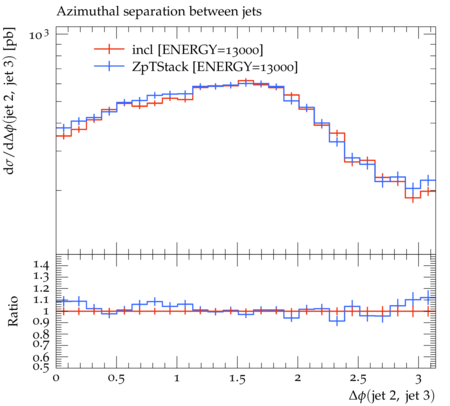 Azimuthal separation between jets
dσ/dΔϕ(jet 2, jet 3) [pb]
10³
incl [ENERGY=13000]
ZpTStack [ENERGY=13000]
Ratio
1.4
1.3
1.2
1.1
1
0.9
0.8
0.7
0.6
0.5
0 0.5 1 1.5 2 2.5 3
Δϕ(jet 2, jet 3)